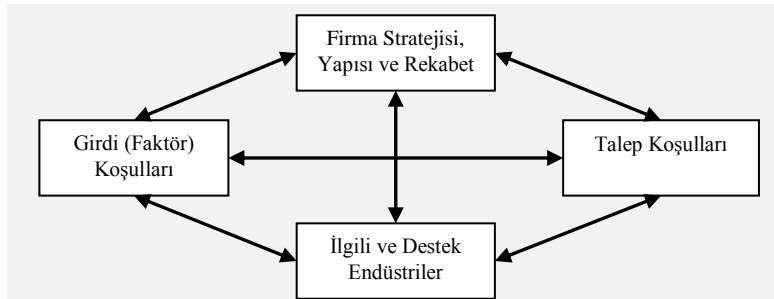 Firma Stratejisi,
Yapısı ve Rekabet
Girdi (Faktör)
Koşulları
Talep Koşulları
İlgili ve Destek
Endüstriler